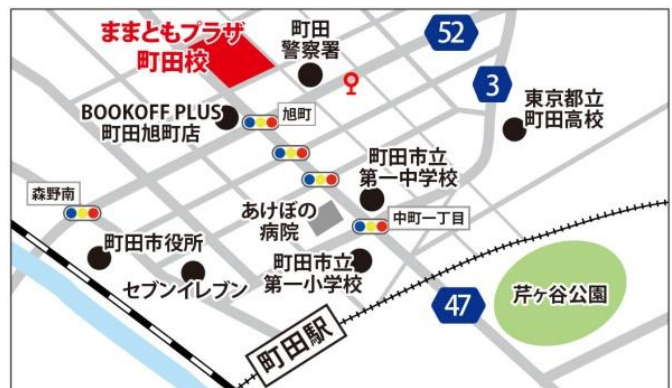 ままともプラザ
町田校
町田
警察署
52
3
BOOKOFF PLUS
町田旭町店
旭町
東京都立
町田高校
町田市立
第一中学校
森野南
あけぼの
病院
中町一丁目
町田市役所
セブンイレブン
町田市立
第一小学校
47
芹ヶ谷公園
町田駅